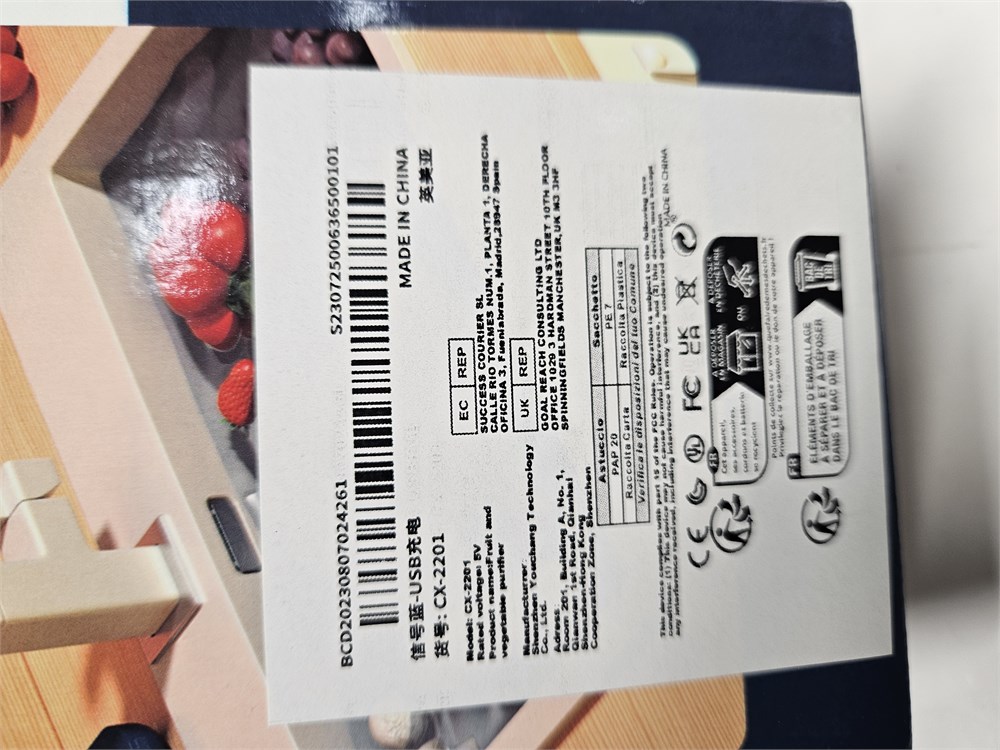 BCD20230807024261
S2307250063650​0101
信号蓝-USB充电
MADE IN CHINA
货号: CX-2201
英美亚
Model: CX-2201
Rated voltage: 5V
Product name:Fruit and
vegetable purifier
Manufacturer:
Shenzhen Youchang Technology
Co., Ltd.
Adress:
Room 201, Building A, No. 1,
Qianwan 1st Road, Qianhai
Shenzhen-Hong Kong
Cooperation Zone, Shenzhen
EC REP
SUCCESS COURIER SL
CALLE RIO TORMES NUM.1, PLANTA 1, DERECHA
OFICINA 3, Fuenlabrada, Madrid,28947 Spain
UK REP
GOAL REACH CONSULTING LTD
OFFICE 1029 3 HARDMAN STREET 10TH FLOOR
SPINNINGFIELDS MANCHESTER,UK M3 3HF
Astuccio Sacchetto
PAP 20 PE 7
Raccolta Carta Raccolta Plastica
Verifica le disposizioni del tuo Comune
This device complies with part 15 of the FCC Rules. Operation is subject to the following two
conditions: (1) This device may not cause harmful interference, and (2) this device must accept
any interference received, including interference that may cause undesired operation
MADE IN CHINA
CE UL FC UK CA
FR
Cet appareil,
ses accessoires,
cordons et batterie
se recyclent
À DÉPOSER
EN MAGASIN
OU
À DÉPOSER
EN DÉCHÈTERIE
Points de collecte sur www.quefairedemesdechets.fr
Privilégiez la réparation ou le don de votre appareil !
FR
ÉLÉMENTS D'EMBALLAGE
À SÉPARER ET À DÉPOSER
DANS LE BAC DE TRI
BAC
DE
TRI